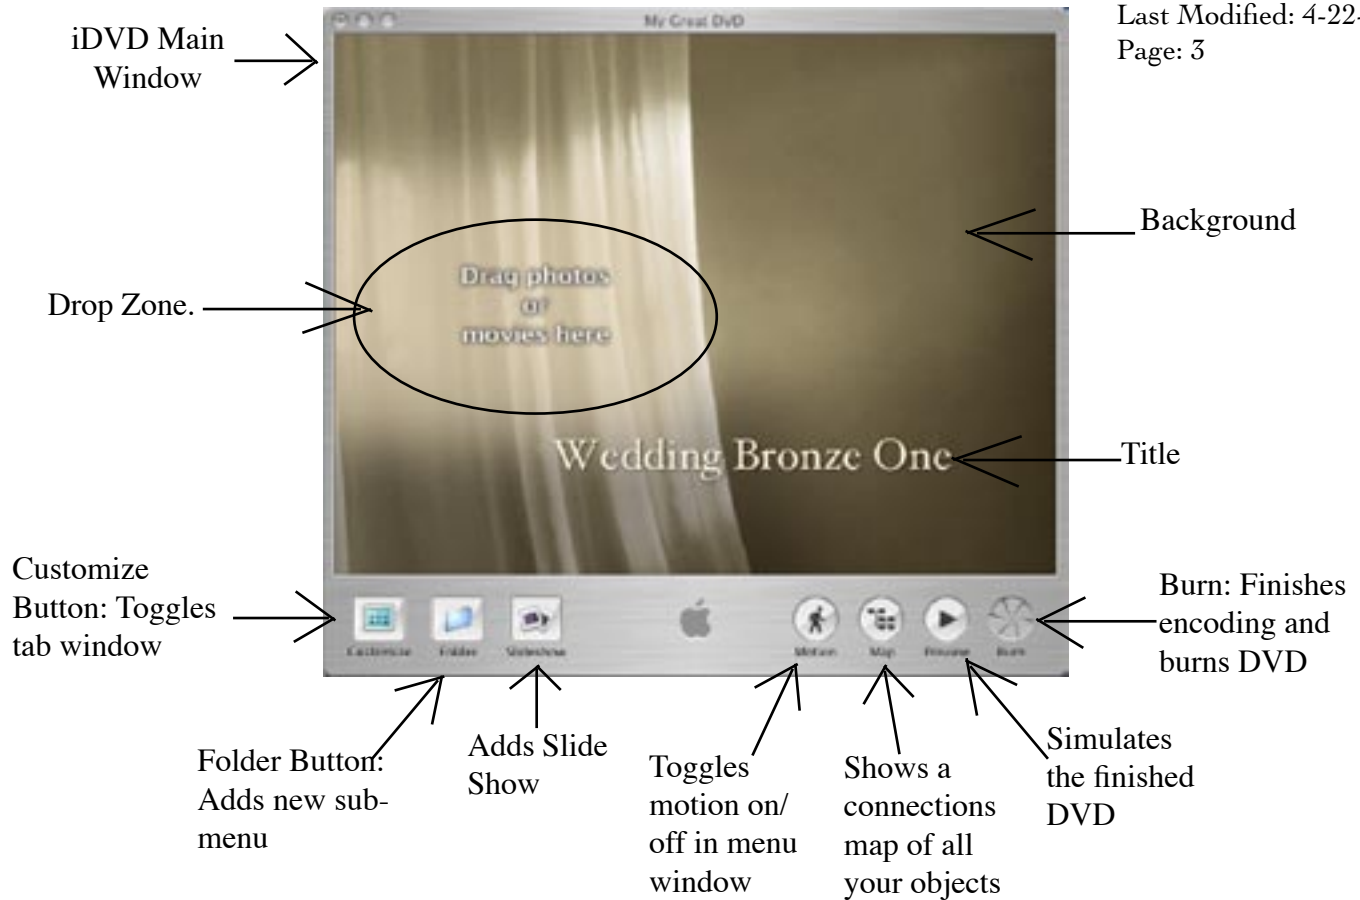 Last Modified: 4-22-
Page: 3
My Great DVD
iDVD Main
Window
Background
Drop Zone.
Drag photos
or
movies here
Wedding Bronze One
Title
Customize
Button: Toggles
tab window
Burn: Finishes
encoding and
burns DVD
Customize
Folder
Slideshow
Motion
Map
Preview
Burn
Folder Button:
Adds new sub-
menu
Adds Slide
Show
Toggles
motion on/
off in menu
window
Shows a
connections
map of all
your objects
Simulates
the finished
DVD